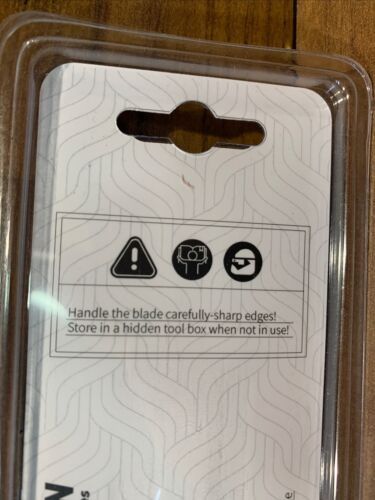 Handle the blade carefully-sharp edges!
Store in a hidden tool box when not in use!